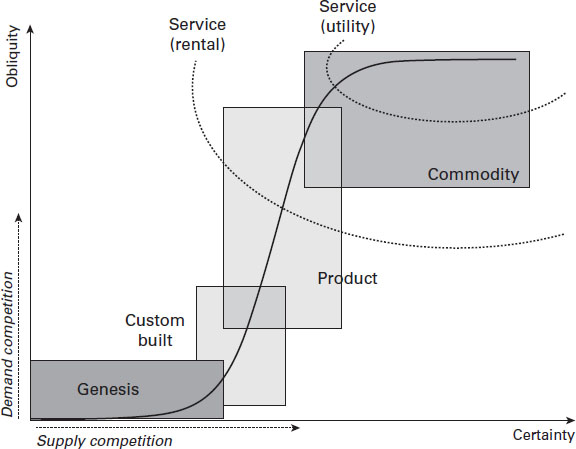 Service
(rental)
Service
(utility)
Obliquity
Commodity
Product
Custom
built
Genesis
Demand competition
Supply competition
Certainty